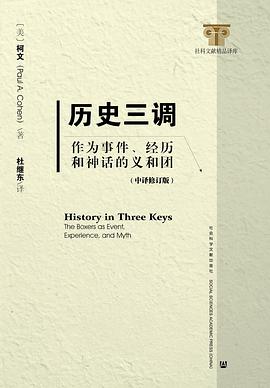 社科文献精品译库
〔美〕柯文（Paul A. Cohen）/著
杜继东/译
历史三调
作为事件、经历
和神话的义和团
（中译修订版）
History in Three Keys
The Boxers as Event,
Experience, and Myth
社会科学文献出版社
SOCIAL SCIENCES ACADEMIC PRESS (CHINA)